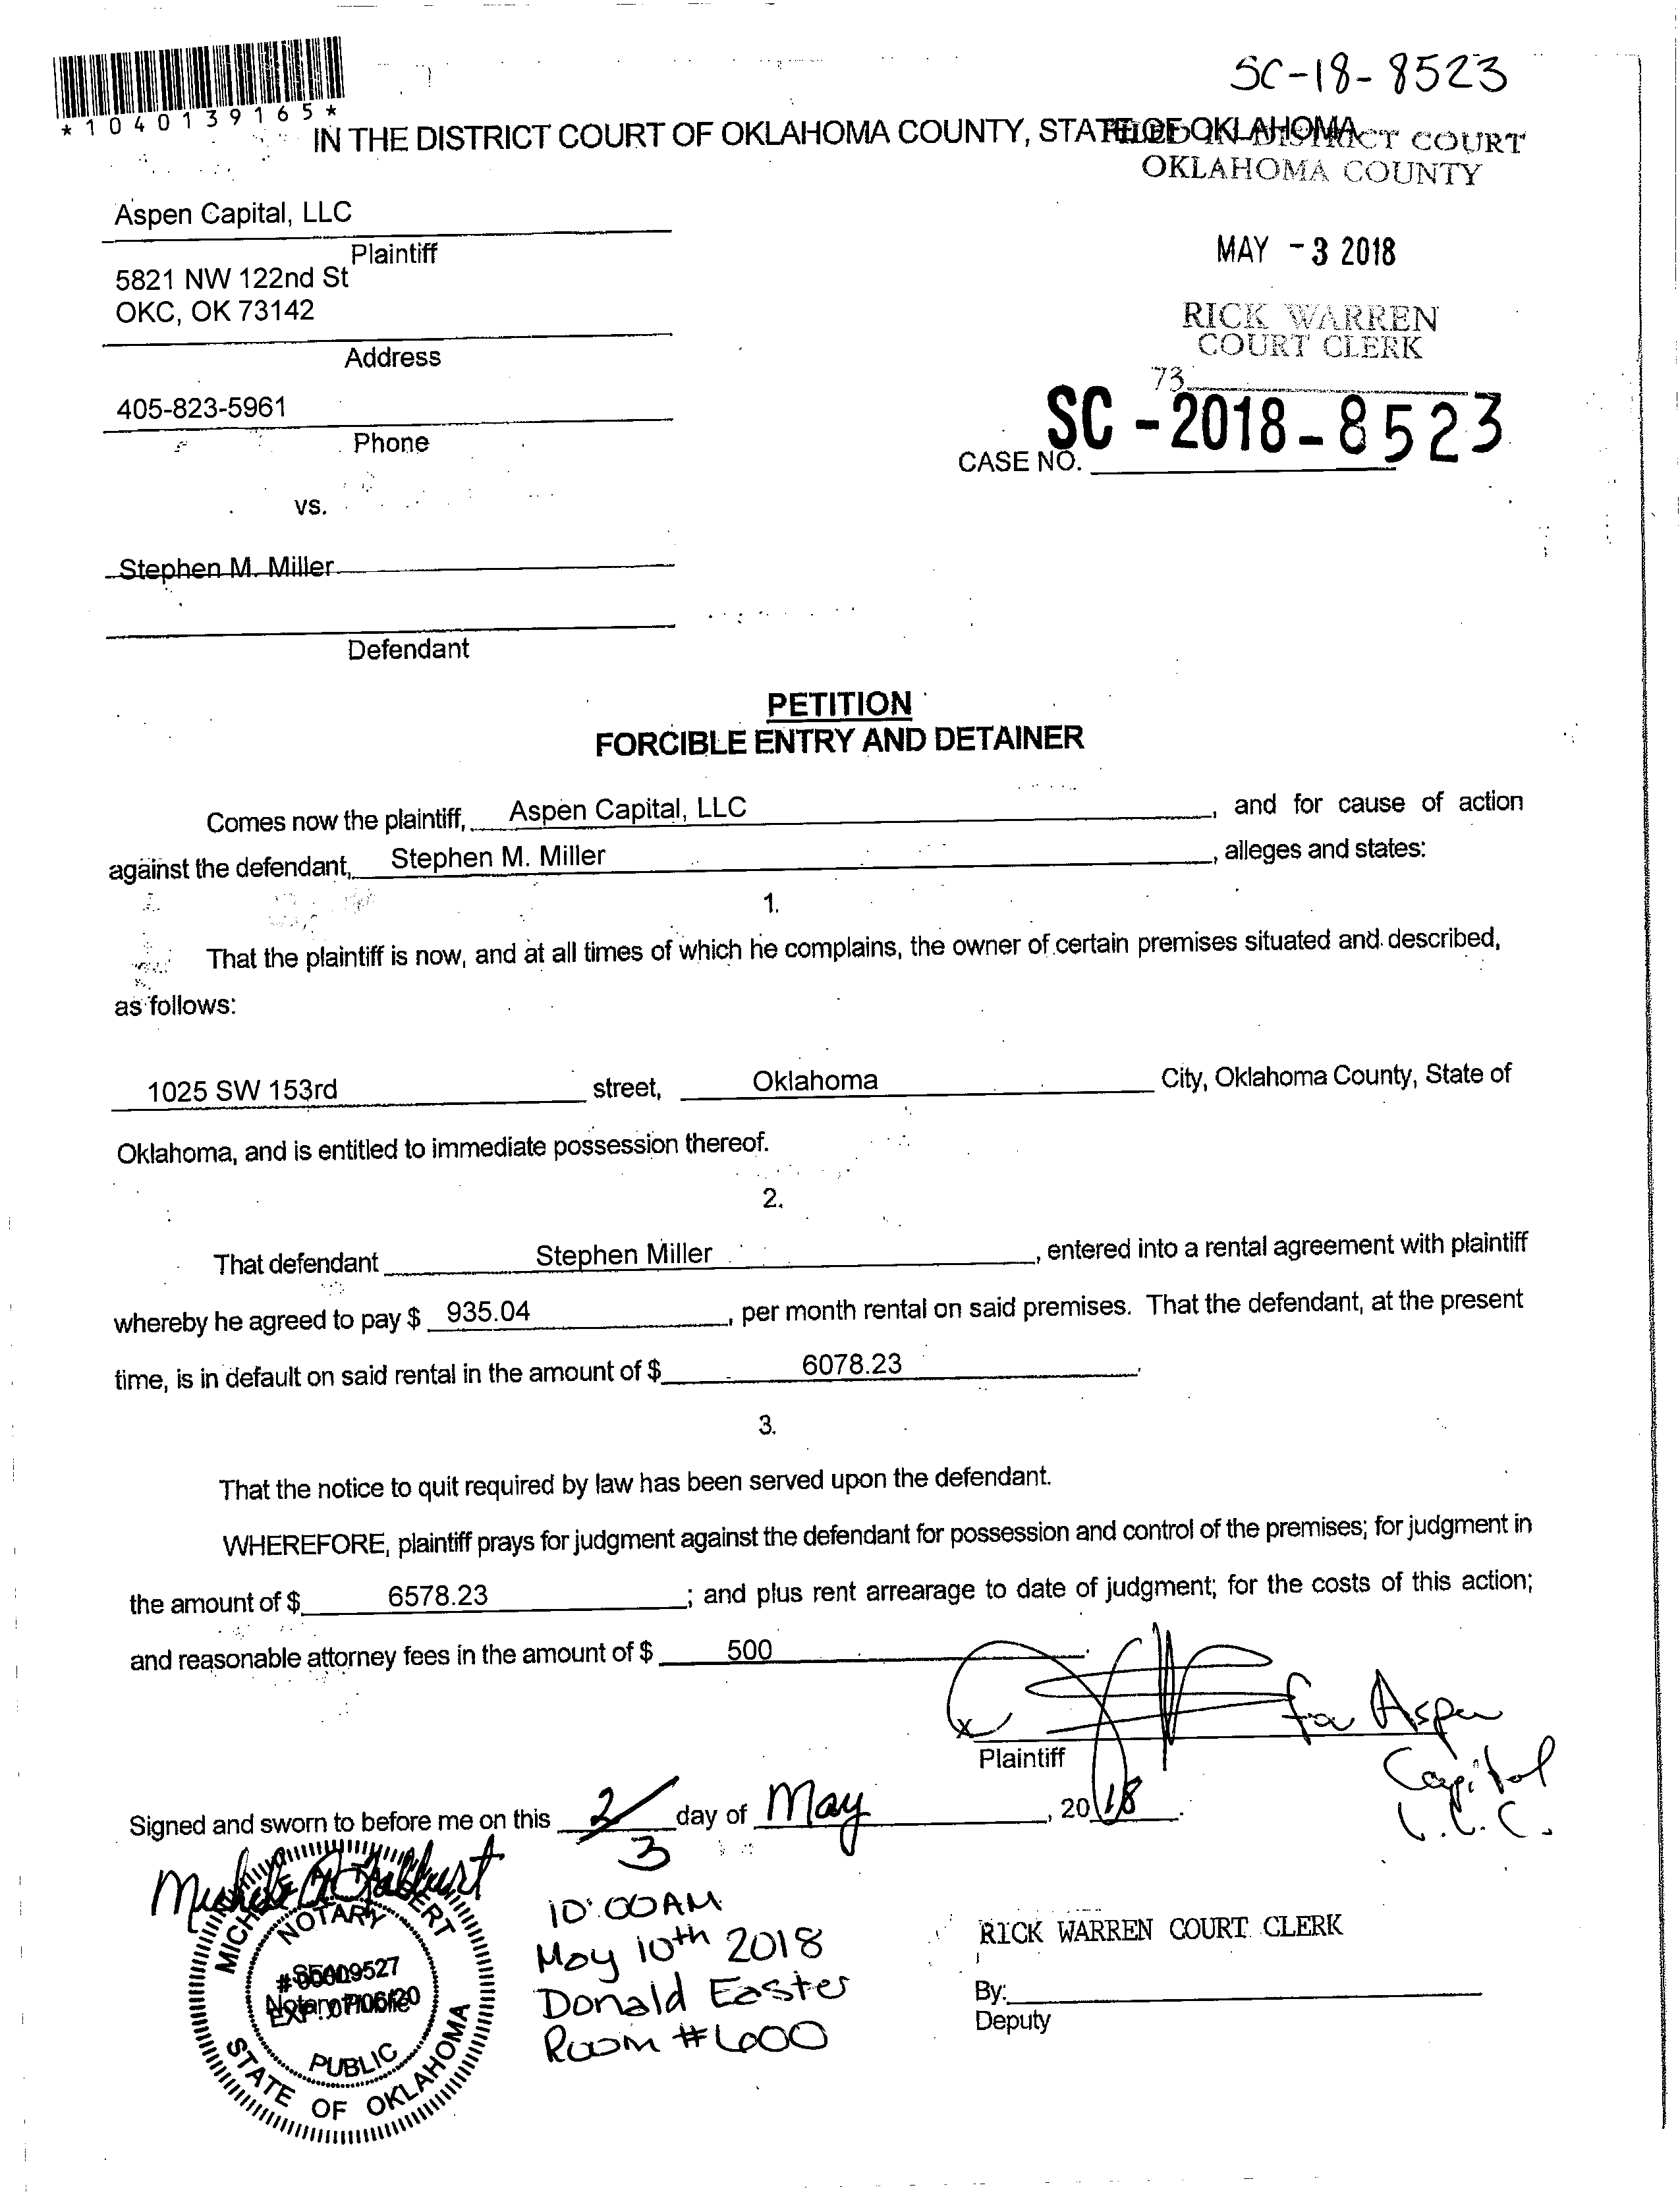 SC-18-8523
*1040139165*
IN THE DISTRICT COURT OF OKLAHOMA COUNTY, STATE OF OKLAHOMA
FILED IN DISTRICT COURT
OKLAHOMA COUNTY
Aspen Capital, LLC
Plaintiff
MAY - 3 2018
5821 NW 122nd St
OKC, OK 73142
RICK WARREN
COURT CLERK
Address
73
405-823-5961
Phone
SC - 2018 - 8523
CASE NO.
vs.
Stephen M. Miller
Defendant
PETITION
FORCIBLE ENTRY AND DETAINER
Comes now the plaintiff, Aspen Capital, LLC, and for cause of action
against the defendant, Stephen M. Miller, alleges and states:
1.
That the plaintiff is now, and at all times of which he complains, the owner of certain premises situated and described,
as follows:
1025 SW 153rd street, Oklahoma City, Oklahoma County, State of
Oklahoma, and is entitled to immediate possession thereof.
2.
That defendant Stephen Miller, entered into a rental agreement with plaintiff
whereby he agreed to pay $ 935.04, per month rental on said premises. That the defendant, at the present
time, is in default on said rental in the amount of $ 6078.23.
3.
That the notice to quit required by law has been served upon the defendant.
WHEREFORE, plaintiff prays for judgment against the defendant for possession and control of the premises; for judgment in
the amount of $ 6578.23; and plus rent arrearage to date of judgment; for the costs of this action;
and reasonable attorney fees in the amount of $ 500.
x for Aspen
Capital
L.L.C.
Plaintiff
Signed and sworn to before me on this 2 day of May, 2018.
3
NOTARY
#00009527
EXP. 07/06/20
PUBLIC
STATE OF OKLAHOMA
10:00AM
May 10th 2018
Donald Easter
Room #600
RICK WARREN COURT CLERK
By:
Deputy